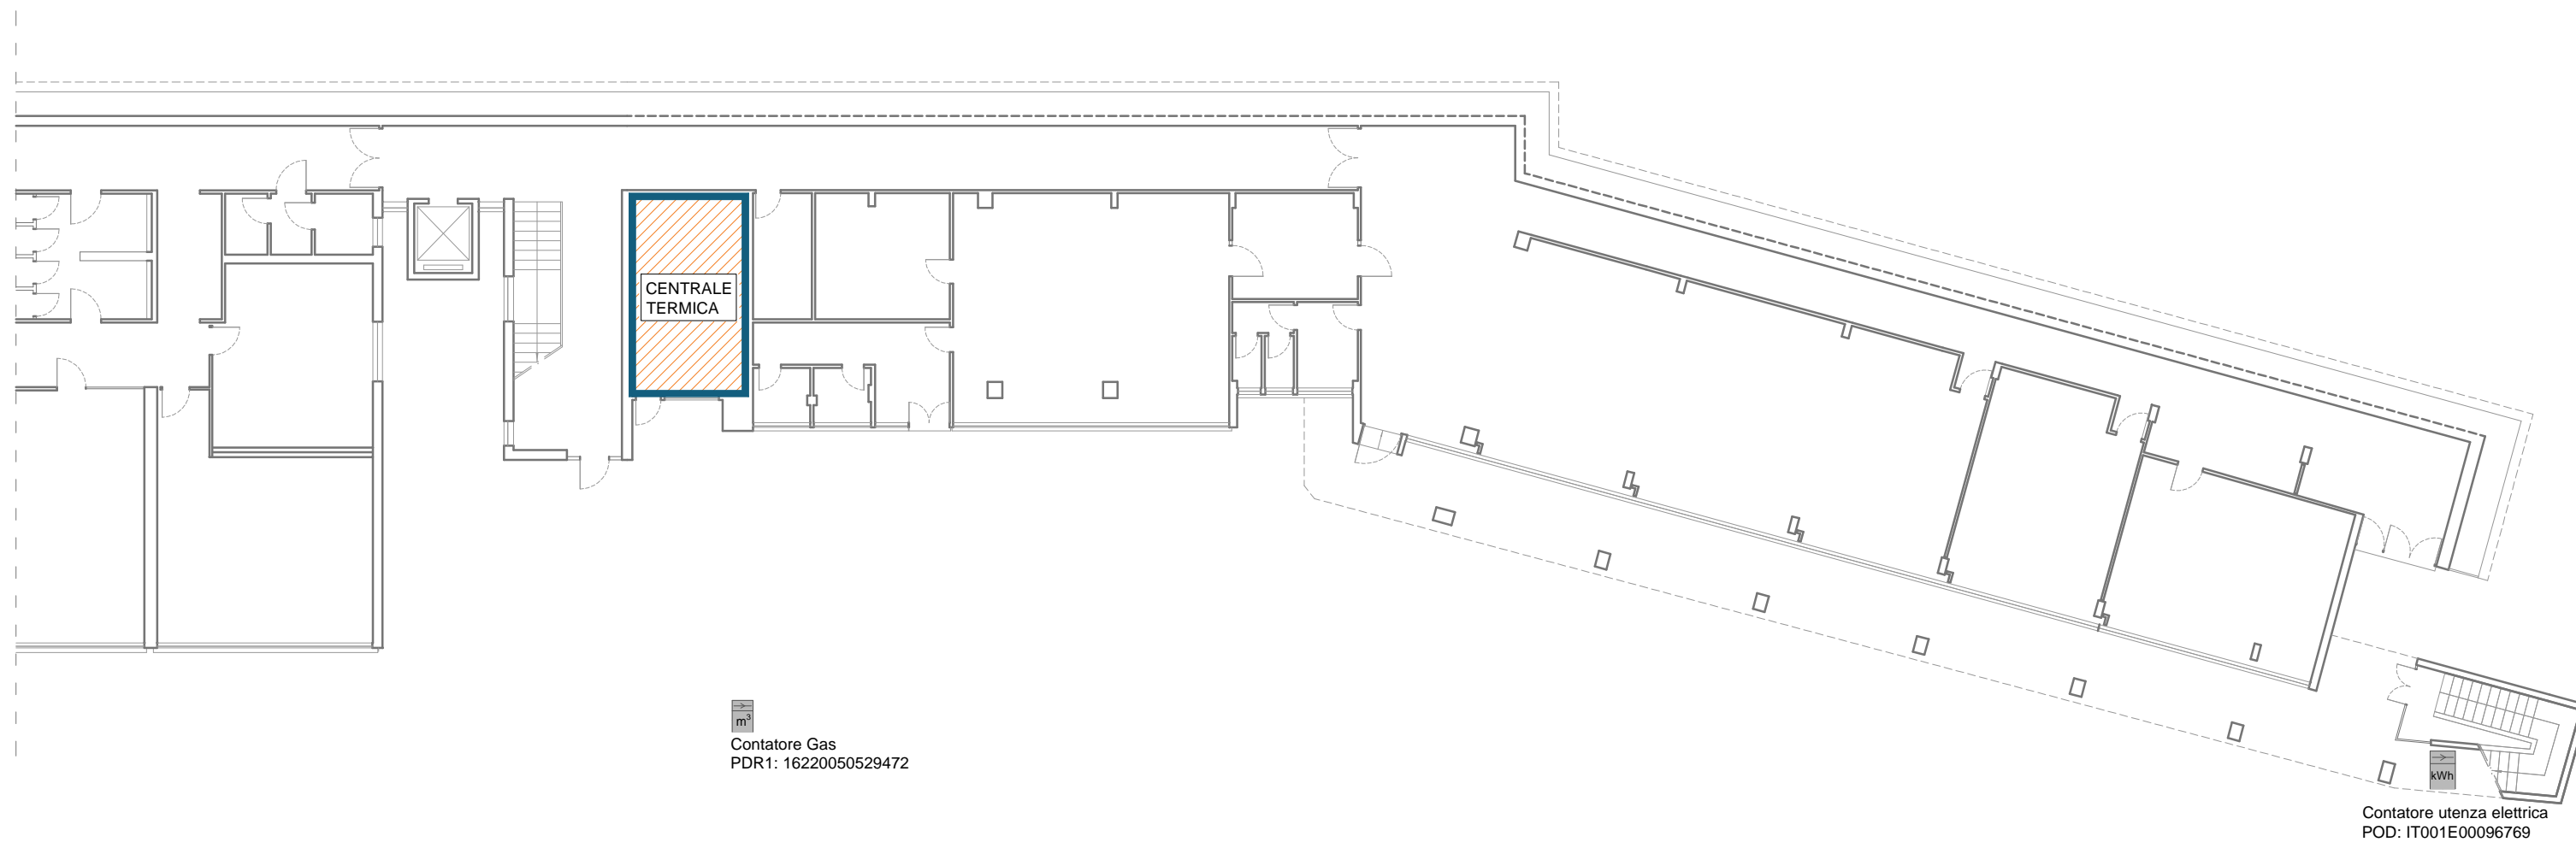 CENTRALE
TERMICA
m³
Contatore Gas
PDR1: 16220050529472
kWh
Contatore utenza elettrica
POD: IT001E00096769